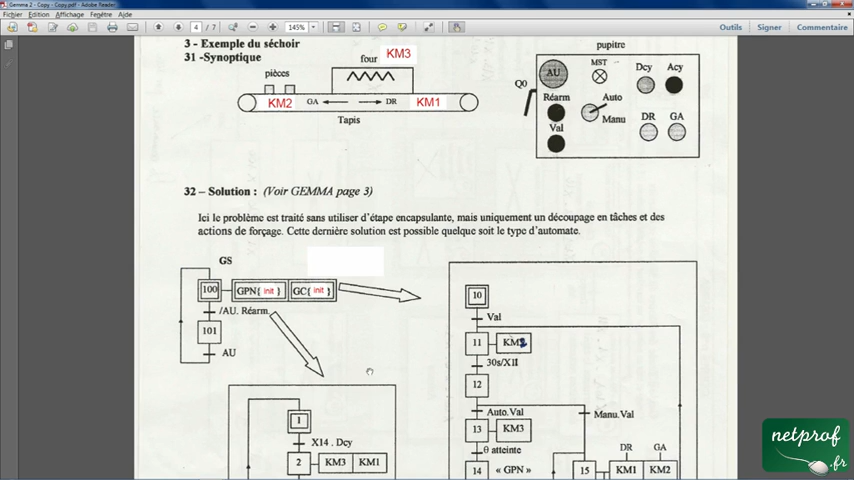 Gemma 2 - Copy - Copy.pdf - Adobe Reader
Fichier Edition Affichage Fenêtre Aide
4 / 7 145% Outils Signer Commentaire
3 - Exemple du séchoir
31 -Synoptique
four KM3
pièces
KM2 GA DR KM1
Tapis
pupitre
AU MST Dcy Acy
Q0
Réarm Auto
Manu DR GA
Val
32 – Solution : (Voir GEMMA page 3)
Ici le problème est traité sans utiliser d'étape encapsulante, mais uniquement un découpage en tâches et des
actions de forçage. Cette dernière solution est possible quelque soit le type d'automate.
GS
100 GPN{ init } GC{ init }
/AU. Réarm.
101
AU
10
Val
11
30s/X11
12
Auto.Val Manu.Val
13 KM3
θ atteinte DR GA
14 « GPN » 15 KM1 KM2
1
X14 . Dcy
2 KM3 KM1
netprof
.fr